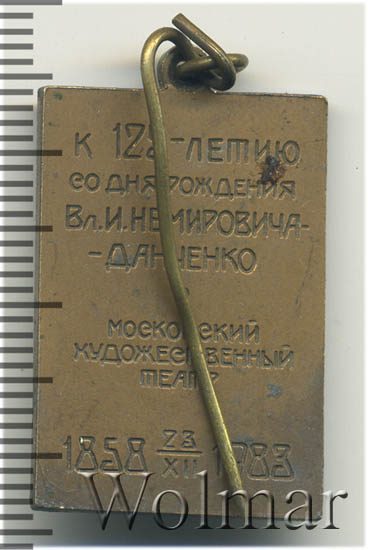 К 125-ЛЕТИЮ
СО ДНЯ РОЖДЕНИЯ
ВЛ.И.НЕМИРОВИЧА-
-ДАНЧЕНКО
МОСКОВСКИЙ
ХУДОЖЕСТВЕННЫЙ
ТЕАТР
1858 23/XII 1983
Wolmar